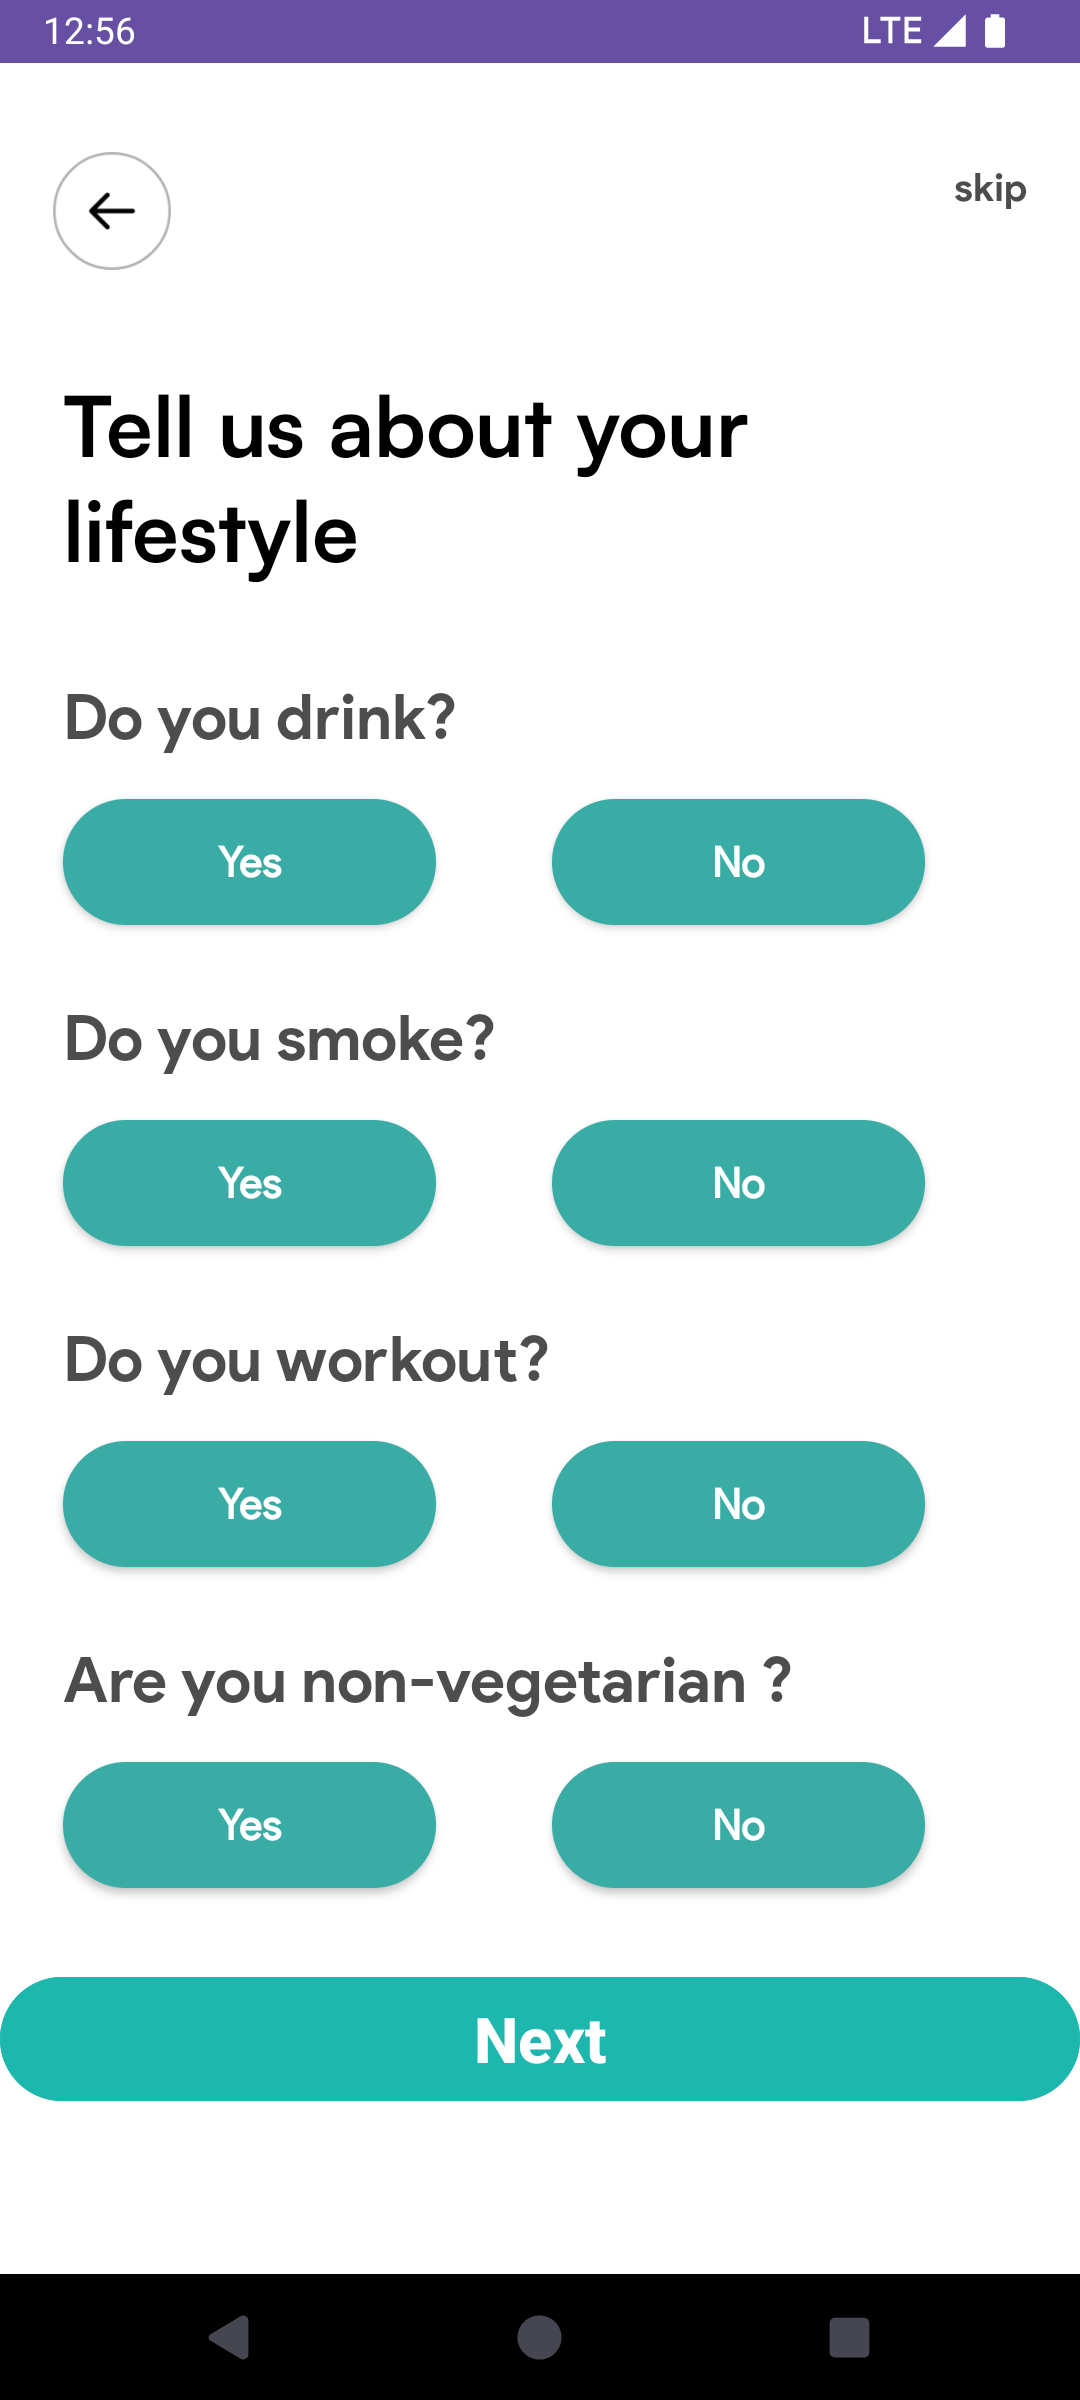 12:56 LTE
skip
Tell us about your
lifestyle
Do you drink?
Yes No
Do you smoke?
Yes No
Do you workout?
Yes No
Are you non-vegetarian ?
Yes No
Next